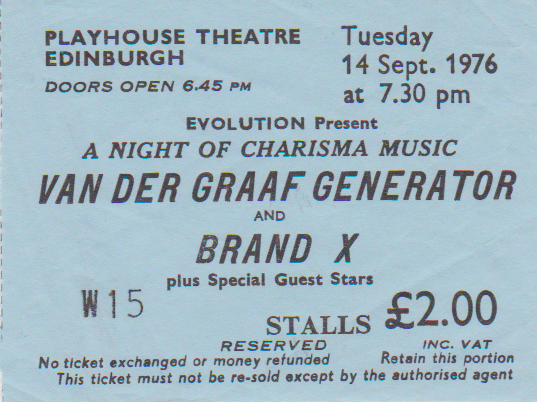 PLAYHOUSE THEATRE
EDINBURGH
DOORS OPEN 6.45 PM
Tuesday
14 Sept. 1976
at 7.30 pm
EVOLUTION Present
A NIGHT OF CHARISMA MUSIC
VAN DER GRAAF GENERATOR
AND
BRAND X
plus Special Guest Stars
W15
STALLS £2.00
RESERVED INC. VAT
No ticket exchanged or money refunded
Retain this portion
This ticket must not be re-sold except by the authorised agent